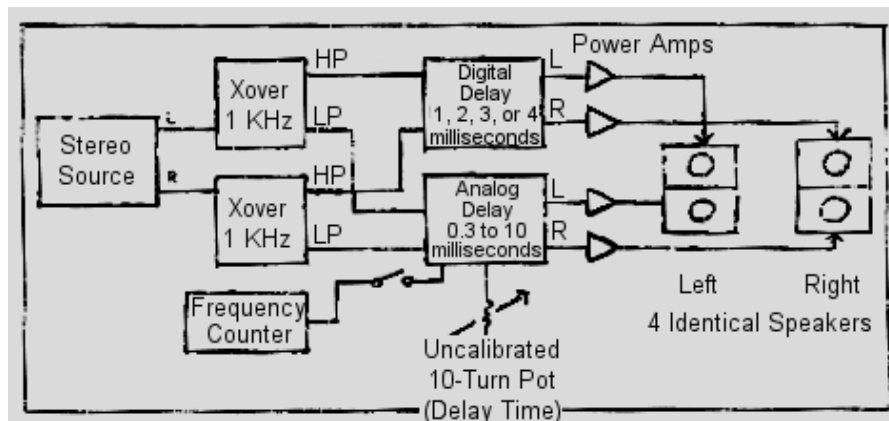 HP
Power Amps
L
Xover
1 KHz
Digital
Delay
1, 2, 3, or 4
milliseconds
L
LP
R
Stereo
Source
HP
R
Xover
1 KHz
Analog
Delay
0.3 to 10
milliseconds
L
LP
R
Left
Right
Frequency
Counter
4 Identical Speakers
Uncalibrated
10-Turn Pot
(Delay Time)